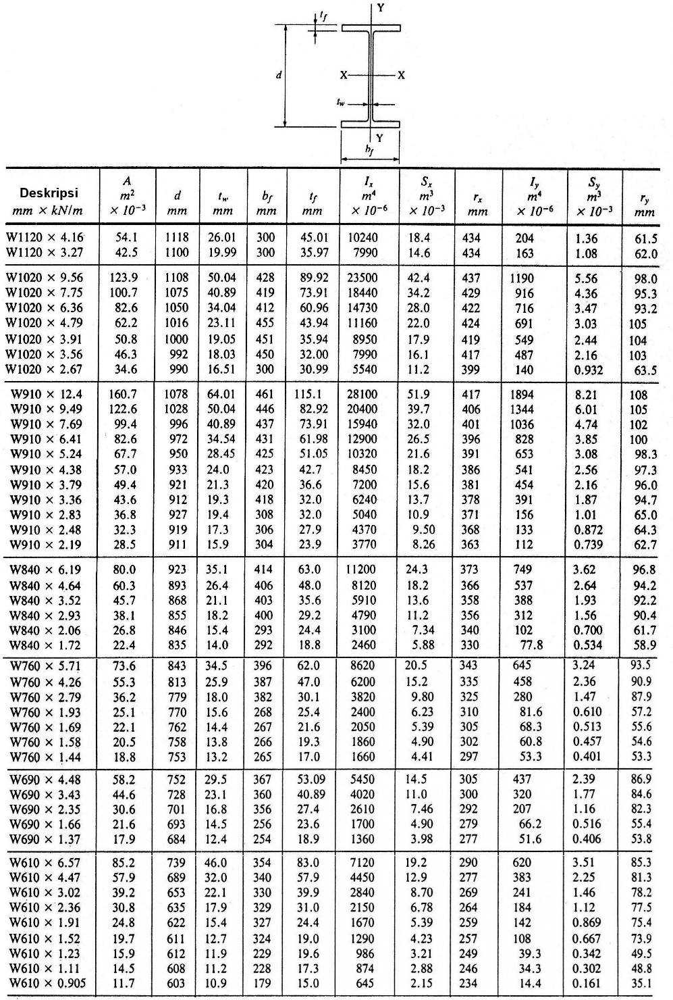 t_f
Y
d
X X
t_w
Y
b_f
Deskripsi
mm × kN/m
A
m²
× 10⁻³
d
mm
t_w
mm
b_f
mm
t_f
mm
I_x
m⁴
× 10⁻⁶
S_x
m³
× 10⁻³
r_x
mm
I_y
m⁴
× 10⁻⁶
S_y
m³
× 10⁻³
r_y
mm
W1120 × 4.16 54.1 1118 26.01 300 45.01 10240 18.4 434 204 1.36 61.5
W1120 × 3.27 42.5 1100 19.99 300 35.97 7990 14.6 434 163 1.08 62.0
W1020 × 9.56 123.9 1108 50.04 428 89.92 23500 42.4 437 1190 5.56 98.0
W1020 × 7.75 100.7 1075 40.89 419 73.91 18440 34.2 429 916 4.36 95.3
W1020 × 6.36 82.6 1050 34.04 412 60.96 14730 28.0 422 716 3.47 93.2
W1020 × 4.79 62.2 1016 23.11 455 43.94 11160 22.0 424 691 3.03 105
W1020 × 3.91 50.8 1000 19.05 451 35.94 8950 17.9 419 549 2.44 104
W1020 × 3.56 46.3 992 18.03 450 32.00 7990 16.1 417 487 2.16 103
W1020 × 2.67 34.6 990 16.51 300 30.99 5540 11.2 399 140 0.932 63.5
W910 × 12.4 160.7 1078 64.01 461 115.1 28100 51.9 417 1894 8.21 108
W910 × 9.49 122.6 1028 50.04 446 82.92 20400 39.7 406 1344 6.01 105
W910 × 7.69 99.4 996 40.89 437 73.91 15940 32.0 401 1036 4.74 102
W910 × 6.41 82.6 972 34.54 431 61.98 12900 26.5 396 828 3.85 100
W910 × 5.24 67.7 950 28.45 425 51.05 10320 21.6 391 653 3.08 98.3
W910 × 4.38 57.0 933 24.0 423 42.7 8450 18.2 386 541 2.56 97.3
W910 × 3.79 49.4 921 21.3 420 36.6 7200 15.6 381 454 2.16 96.0
W910 × 3.36 43.6 912 19.3 418 32.0 6240 13.7 378 391 1.87 94.7
W910 × 2.83 36.8 927 19.4 308 32.0 5040 10.9 371 156 1.01 65.0
W910 × 2.48 32.3 919 17.3 306 27.9 4370 9.50 368 133 0.872 64.3
W910 × 2.19 28.5 911 15.9 304 23.9 3770 8.26 363 112 0.739 62.7
W840 × 6.19 80.0 923 35.1 414 63.0 11200 24.3 373 749 3.62 96.8
W840 × 4.64 60.3 893 26.4 406 48.0 8120 18.2 366 537 2.64 94.2
W840 × 3.52 45.7 868 21.1 403 35.6 5910 13.6 358 388 1.93 92.2
W840 × 2.93 38.1 855 18.2 400 29.2 4790 11.2 356 312 1.56 90.4
W840 × 2.06 26.8 846 15.4 293 24.4 3100 7.34 340 102 0.700 61.7
W840 × 1.72 22.4 835 14.0 292 18.8 2460 5.88 330 77.8 0.534 58.9
W760 × 5.71 73.6 843 34.5 396 62.0 8620 20.5 343 645 3.24 93.5
W760 × 4.26 55.3 813 25.9 387 47.0 6200 15.2 335 458 2.36 90.9
W760 × 2.79 36.2 779 18.0 382 30.1 3820 9.80 325 280 1.47 87.9
W760 × 1.93 25.1 770 15.6 268 25.4 2400 6.23 310 81.6 0.610 57.2
W760 × 1.69 22.1 762 14.4 267 21.6 2050 5.39 305 68.3 0.513 55.6
W760 × 1.58 20.5 758 13.8 266 19.3 1860 4.90 302 60.8 0.457 54.6
W760 × 1.44 18.8 753 13.2 265 17.0 1660 4.41 297 53.3 0.401 53.3
W690 × 4.48 58.2 752 29.5 367 53.09 5450 14.5 305 437 2.39 86.9
W690 × 3.43 44.6 728 23.1 360 40.89 4020 11.0 300 320 1.77 84.6
W690 × 2.35 30.6 701 16.8 356 27.4 2610 7.46 292 207 1.16 82.3
W690 × 1.66 21.6 693 14.5 256 23.6 1700 4.90 279 66.2 0.516 55.4
W690 × 1.37 17.9 684 12.4 254 18.9 1360 3.98 277 51.6 0.406 53.8
W610 × 6.57 85.2 739 46.0 354 83.0 7120 19.2 290 620 3.51 85.3
W610 × 4.47 57.9 689 32.0 340 57.9 4450 12.9 277 383 2.25 81.3
W610 × 3.02 39.2 653 22.1 330 39.9 2840 8.70 269 241 1.46 78.2
W610 × 2.36 30.8 635 17.9 329 31.0 2150 6.78 264 184 1.12 77.5
W610 × 1.91 24.8 622 15.4 327 24.4 1670 5.39 259 142 0.869 75.4
W610 × 1.52 19.7 611 12.7 324 19.0 1290 4.23 257 108 0.667 73.9
W610 × 1.23 15.9 612 11.9 229 19.6 986 3.21 249 39.3 0.342 49.5
W610 × 1.11 14.5 608 11.2 228 17.3 874 2.88 246 34.3 0.302 48.8
W610 × 0.905 11.7 603 10.9 179 15.0 645 2.15 234 14.4 0.161 35.1